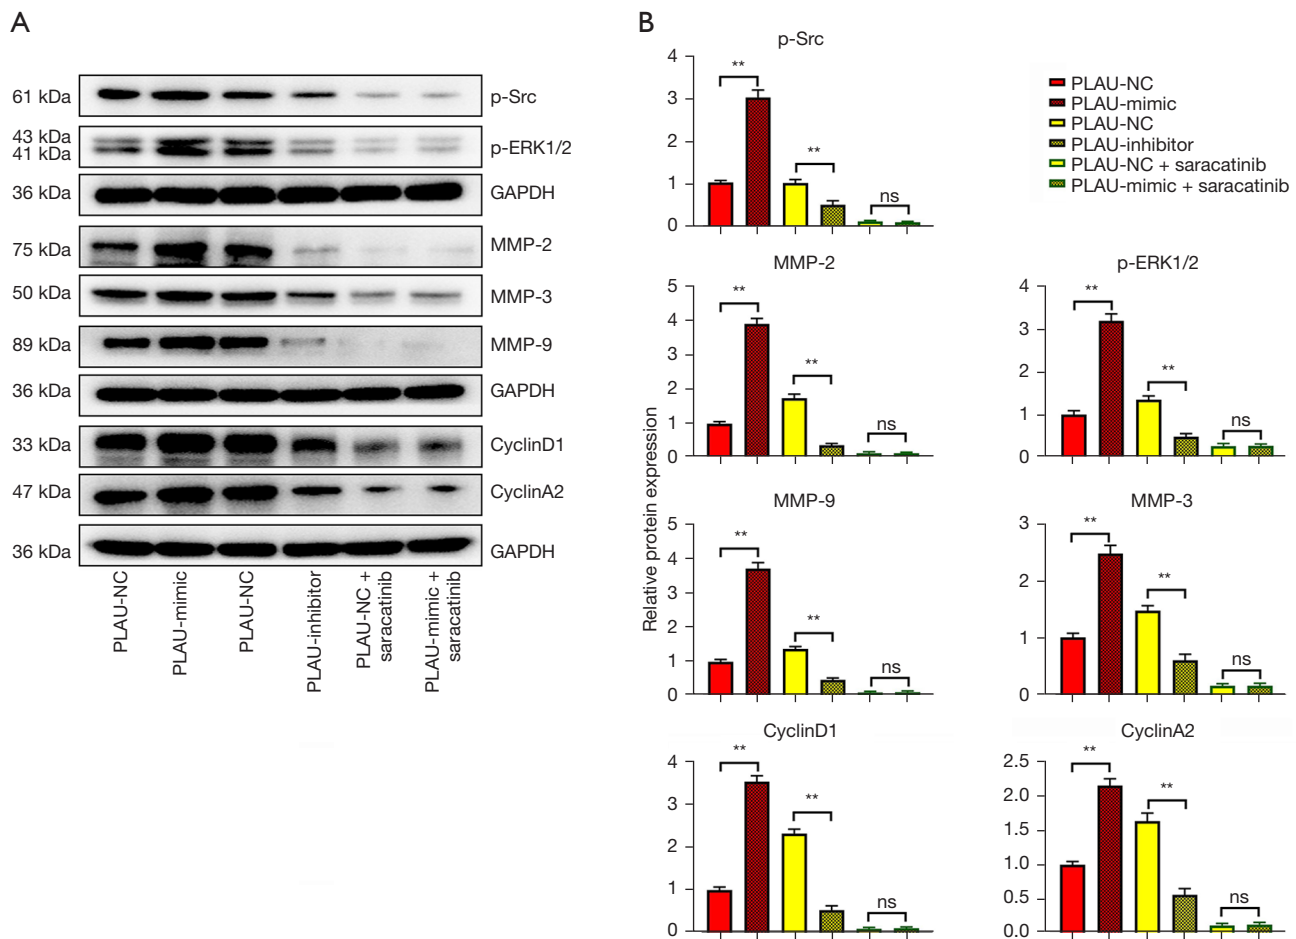 A
61 kDa
p-Src
43 kDa
41 kDa
p-ERK1/2
36 kDa
GAPDH
75 kDa
MMP-2
50 kDa
MMP-3
89 kDa
MMP-9
36 kDa
GAPDH
33 kDa
CyclinD1
47 kDa
CyclinA2
36 kDa
GAPDH
PLAU-NC
PLAU-mimic
PLAU-NC
PLAU-inhibitor
PLAU-NC +
saracatinib
PLAU-mimic +
saracatinib
B
Relative protein expression
p-Src
4
3
2
1
0
**
**
ns
PLAU-NC
PLAU-mimic
PLAU-NC
PLAU-inhibitor
PLAU-NC + saracatinib
PLAU-mimic + saracatinib
MMP-2
5
4
3
2
1
0
**
**
ns
p-ERK1/2
4
3
2
1
0
**
**
ns
MMP-9
5
4
3
2
1
0
**
**
ns
MMP-3
3
2
1
0
**
**
ns
CyclinD1
4
3
2
1
0
**
**
ns
CyclinA2
2.5
2.0
1.5
1.0
0.5
0.0
**
**
ns